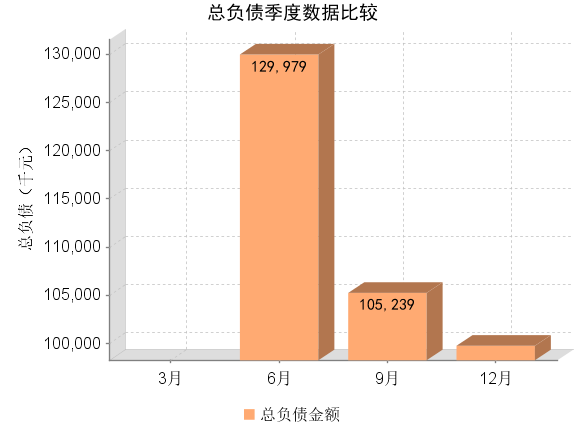 总负债季度数据比较
总负债（千元）
130,000
125,000
120,000
115,000
110,000
105,000
100,000
129,979
105,239
3月
6月
9月
12月
总负债金额